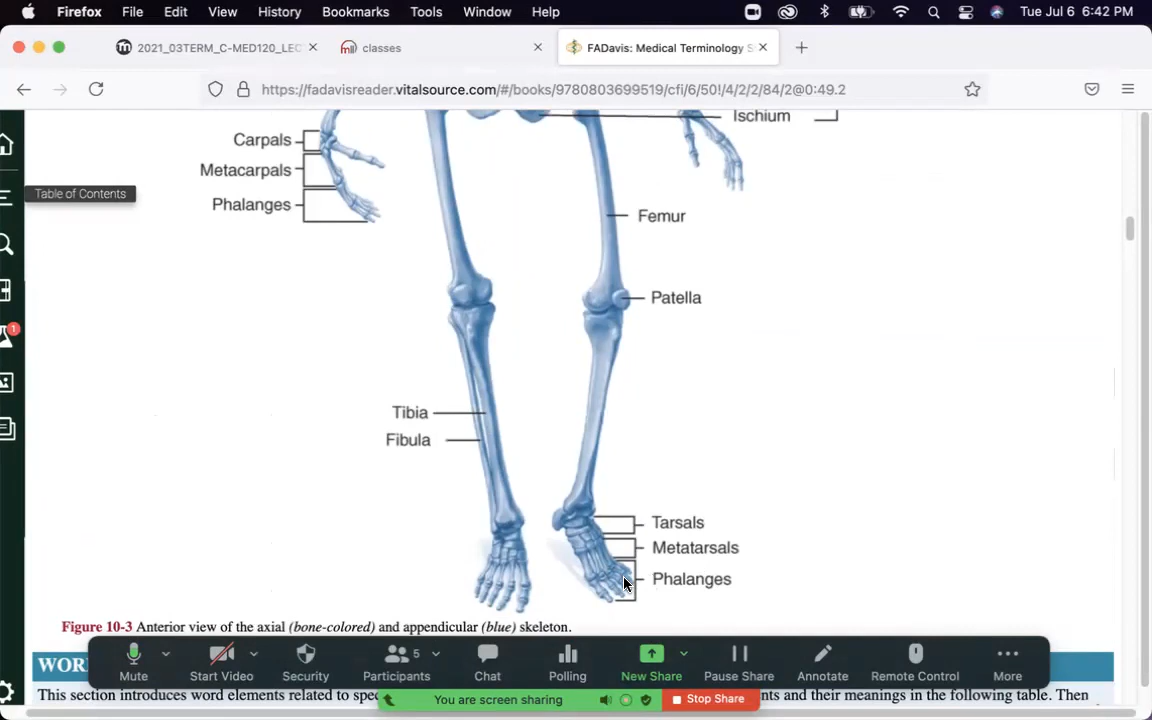 Firefox File Edit View History Bookmarks Tools Window Help Tue Jul 6 6:42 PM
2021_03TERM_C-MED120_LEC classes FADavis: Medical Terminology S
https://fadavisreader.vitalsource.com/#/books/9780803699519/cfi/6/50!/4/2/2/84/2@0:49.2
Ischium
Carpals
Metacarpals
Table of Contents
Phalanges
Femur
Patella
1
Tibia
Fibula
Tarsals
Metatarsals
Phalanges
Figure 10-3 Anterior view of the axial (bone-colored) and appendicular (blue) skeleton.
5
Mute Start Video Security Participants Chat Polling New Share Pause Share Annotate Remote Control More
This section introduces word elements related to You are screen sharing Stop Share and their meanings in the following table. Then